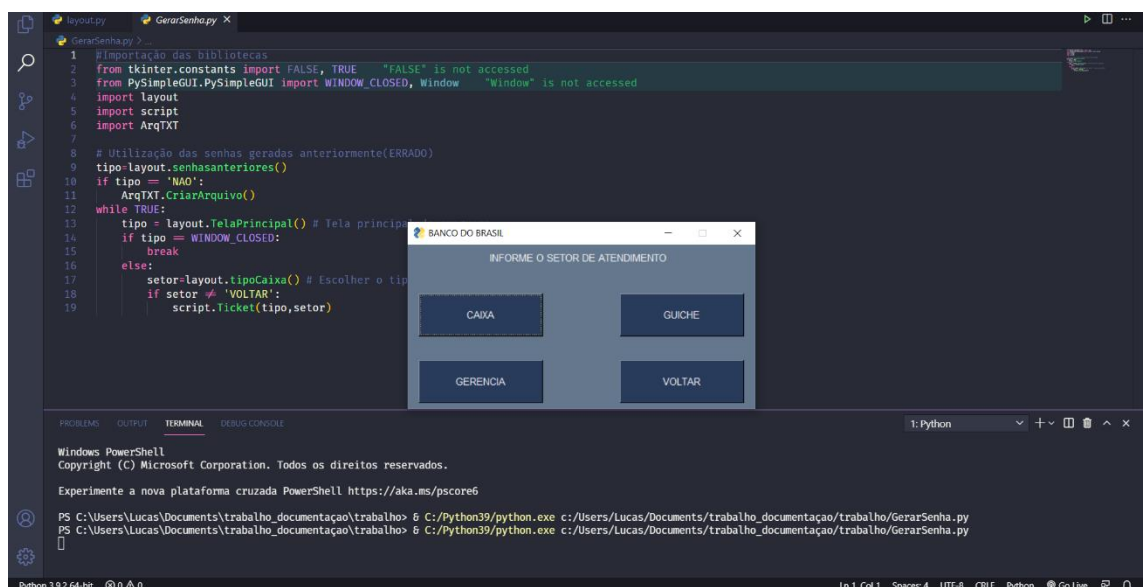 layout.py GerarSenha.py ×
GerarSenha.py > ...
1 #Importação das bibliotecas
2 from tkinter.constants import FALSE, TRUE "FALSE" is not accessed
3 from PySimpleGUI.PySimpleGUI import WINDOW_CLOSED, Window "Window" is not accessed
4 import layout
5 import script
6 import ArqTXT
7
8 # Utilização das senhas geradas anteriormente(ERRADO)
9 tipo=layout.senhasanteriores()
10 if tipo == 'NAO':
11 ArqTXT.CriarArquivo()
12 while TRUE:
13 tipo = layout.TelaPrincipal() # Tela principa
14 if tipo == WINDOW_CLOSED:
15 break
16 else:
17 setor=layout.tipoCaixa() # Escolher o tip
18 if setor ≠ 'VOLTAR':
19 script.Ticket(tipo,setor)
BANCO DO BRASIL
INFORME O SETOR DE ATENDIMENTO
CAIXA GUICHE
GERENCIA VOLTAR
PROBLEMS OUTPUT TERMINAL DEBUG CONSOLE 1: Python
Windows PowerShell
Copyright (C) Microsoft Corporation. Todos os direitos reservados.
Experimente a nova plataforma cruzada PowerShell https://aka.ms/pscore6
PS C:\Users\Lucas\Documents\trabalho_documentaçao\trabalho> & C:/Python39/python.exe c:/Users/Lucas/Documents/trabalho_documentaçao/trabalho/GerarSenha.py
PS C:\Users\Lucas\Documents\trabalho_documentaçao\trabalho> & C:/Python39/python.exe c:/Users/Lucas/Documents/trabalho_documentaçao/trabalho/GerarSenha.py
Python 3.9.2 64-bit 0 0 Ln 1, Col 1 Spaces: 4 UTF-8 CRLF Python Go Live